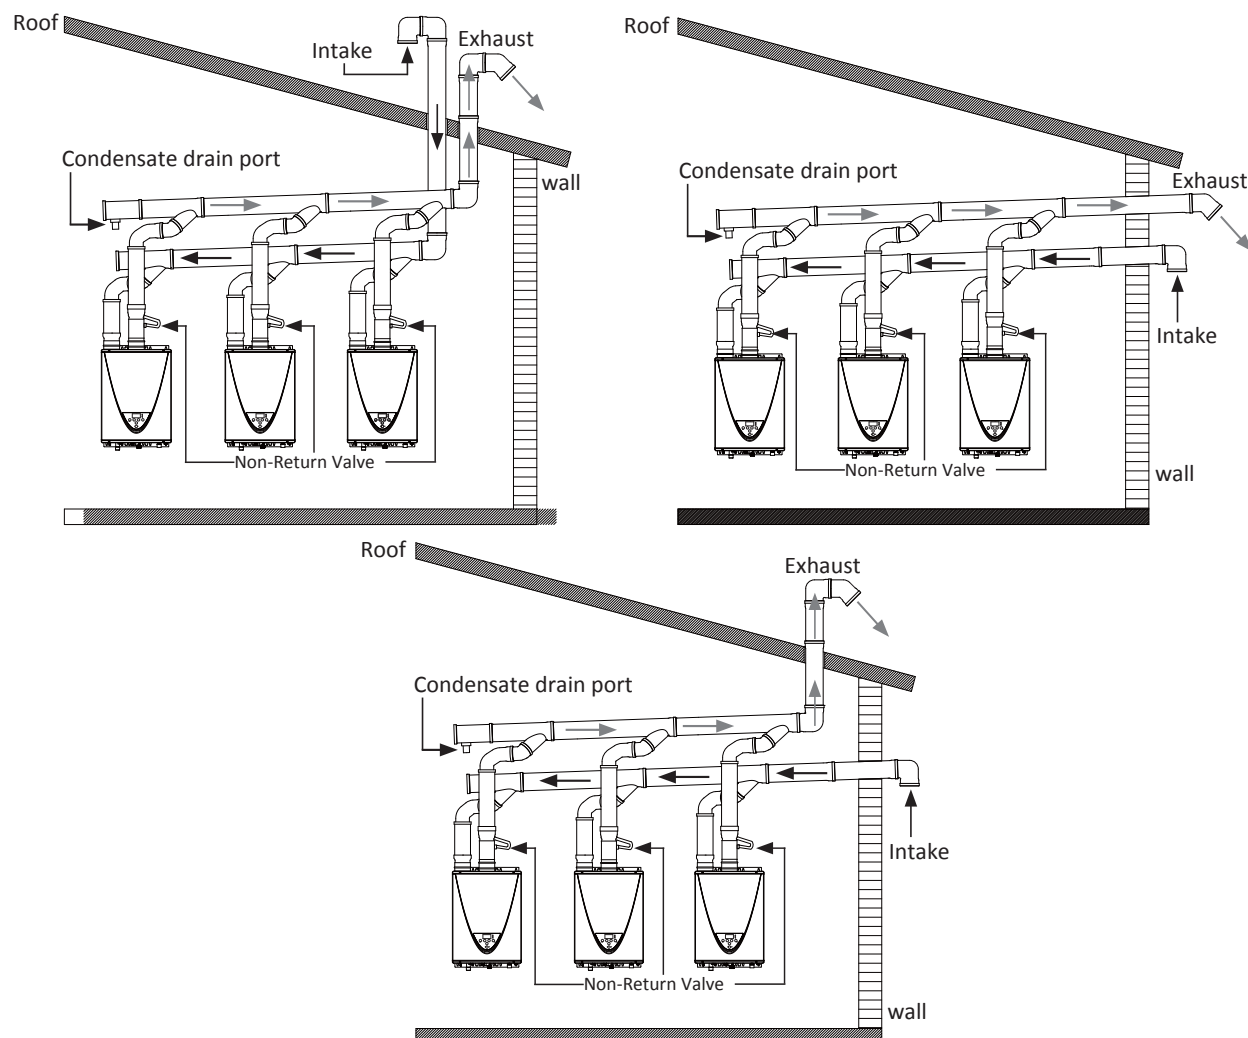 Roof
Intake
Exhaust
Condensate drain port
wall
Non-Return Valve
Roof
Condensate drain port
Exhaust
Intake
Non-Return Valve
wall
Roof
Exhaust
Condensate drain port
Intake
Non-Return Valve
wall